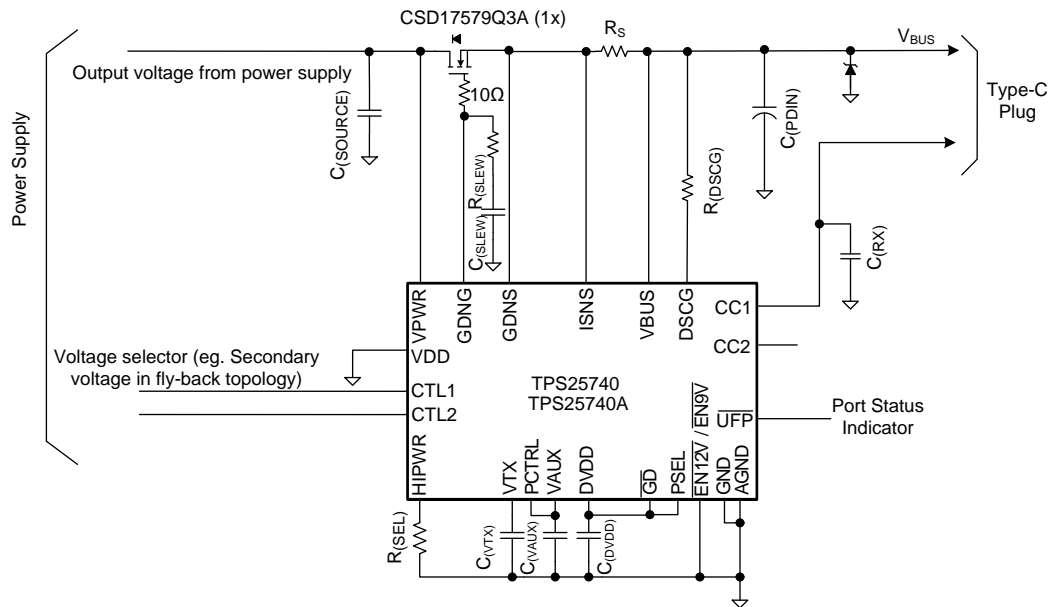 CSD17579Q3A (1x)
R_S
V_BUS
Output voltage from power supply
10Ω
Type-C
Plug
C_(SOURCE)
R_(SLEW)
C_(SLEW)
R_(DSCG)
C_(PDIN)
C_(RX)
Power Supply
VPWR
GDNG
GDNS
ISNS
VBUS
DSCG
CC1
CC2
VDD
Voltage selector (eg. Secondary
voltage in fly-back topology)
CTL1
CTL2
TPS25740
TPS25740A
UFP
Port Status
Indicator
HIPWR
VTX
PCTRL
VAUX
DVDD
GD
PSEL
EN12V / EN9V
GND
AGND
R_(SEL)
C_(VTX)
C_(VAUX)
C_(DVDD)